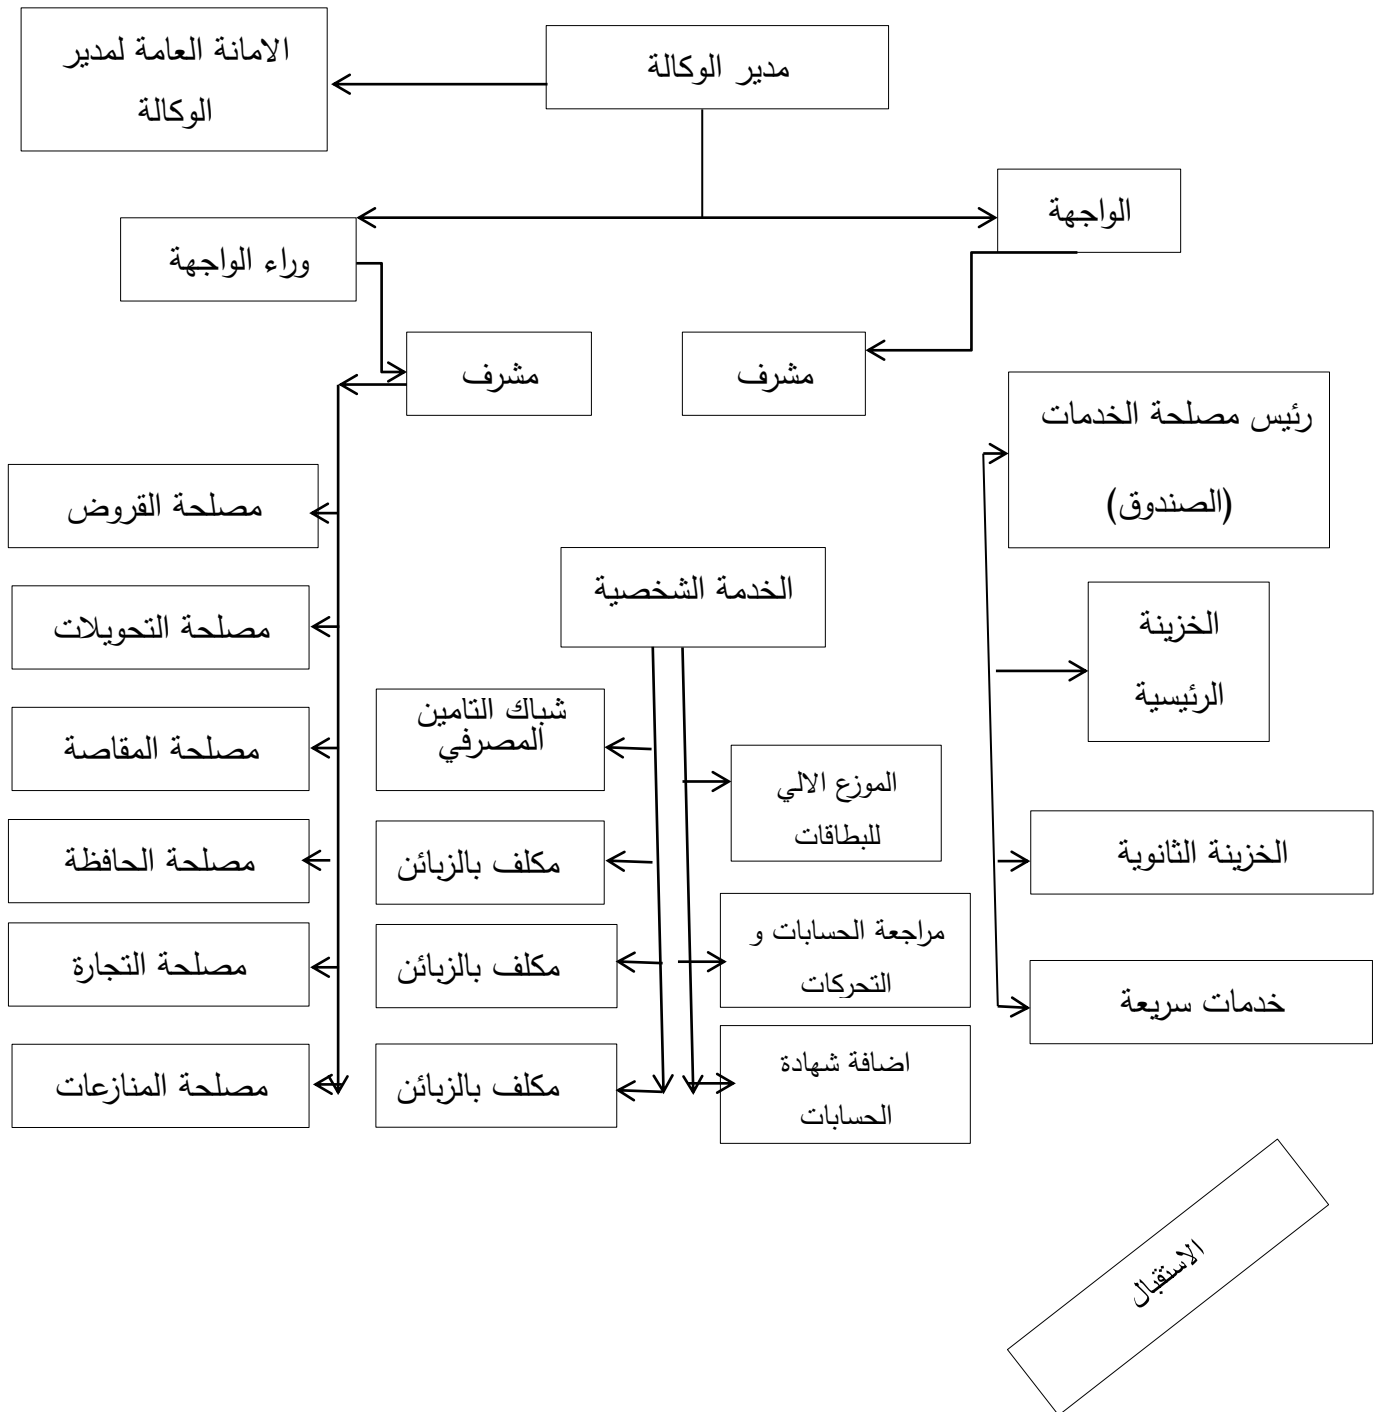 مدير الوكالة
الامانة العامة لمدير
الوكالة
الواجهة
وراء الواجهة
مشرف
مشرف
رئيس مصلحة الخدمات
(الصندوق)
الخزينة
الرئيسية
الخزينة الثانوية
خدمات سريعة
الخدمة الشخصية
الموزع الالي
للبطاقات
مراجعة الحسابات و
التحركات
اضافة شهادة
الحسابات
شباك التامين
المصرفي
مكلف بالزبائن
مكلف بالزبائن
مكلف بالزبائن
مصلحة القروض
مصلحة التحويلات
مصلحة المقاصة
مصلحة الحافظة
مصلحة التجارة
مصلحة المنازعات
الاستقبال